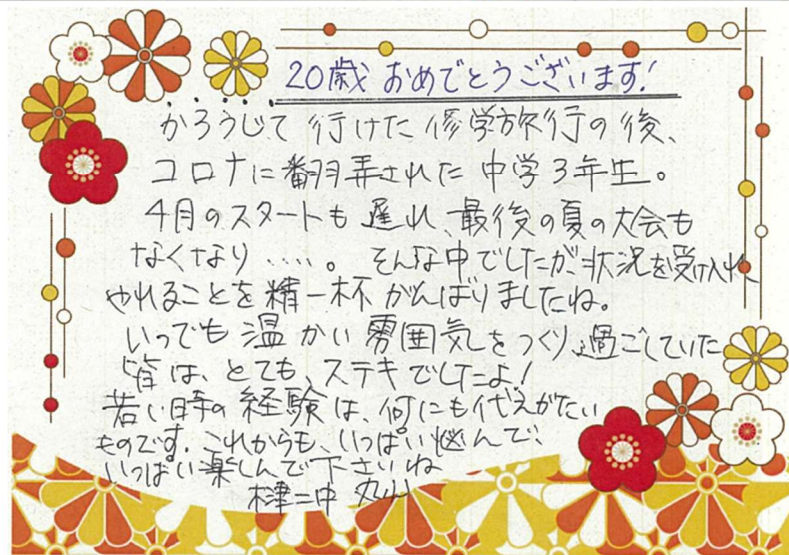 20歳 おめでとうございます!
かろうじて 行けた 修学旅行の後、
コロナに翻弄された 中学3年生。
4月のスタートも 遅れ、最後の夏の大会も
なくなり‥‥。そんな中でしたが、状況を受け入れ
やれることを精一杯 がんばりましたね。
いつでも 温かい 雰囲気をつくり、過ごしていた
皆は、とても、ステキでしたよ!
若い時の 経験は、何にも代えがたい
ものです。これからも、いっぱい悩んで、
いっぱい楽しんで下さいね
二中 丸山